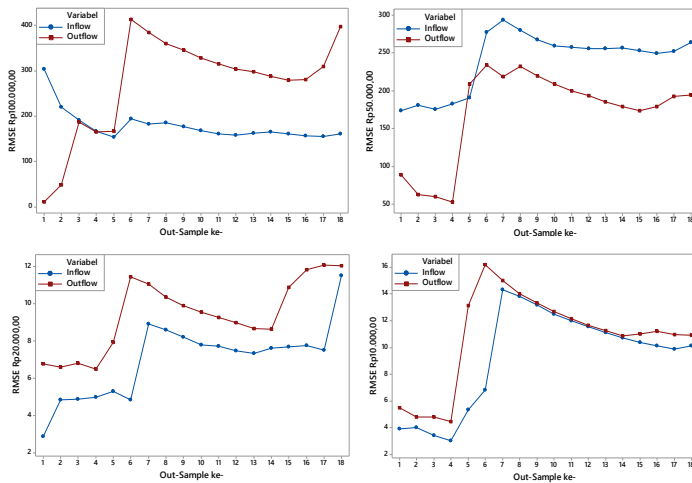 Variabel
Inflow
Outflow
RMSE Rp100.000,00
400
300
200
100
0
1 2 3 4 5 6 7 8 9 10 11 12 13 14 15 16 17 18
Out-Sample ke-
Variabel
Inflow
Outflow
RMSE Rp50.000,00
300
250
200
150
100
50
1 2 3 4 5 6 7 8 9 10 11 12 13 14 15 16 17 18
Out-Sample ke-
Variabel
Inflow
Outflow
RMSE Rp20.000,00
12
10
8
6
4
2
1 2 3 4 5 6 7 8 9 10 11 12 13 14 15 16 17 18
Out-Sample ke-
Variabel
Inflow
Outflow
RMSE Rp10.000,00
16
14
12
10
8
6
4
2
1 2 3 4 5 6 7 8 9 10 11 12 13 14 15 16 17 18
Out-Sample ke-